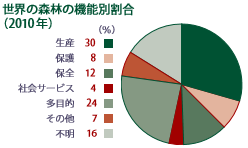 世界の森林の機能別割合
（2010年）
（%）
生産 30
保護 8
保全 12
社会サービス 4
多目的 24
その他 7
不明 16